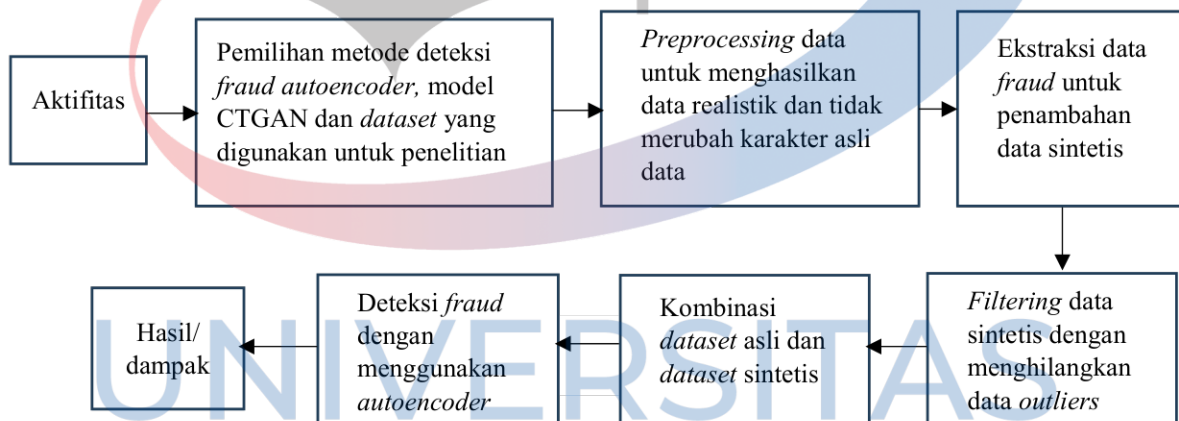 Aktifitas
Pemilihan metode deteksi
fraud autoencoder, model
CTGAN dan dataset yang
digunakan untuk penelitian
Preprocessing data
untuk menghasilkan
data realistik dan tidak
merubah karakter asli
data
Ekstraksi data
fraud untuk
penambahan
data sintetis
Filtering data
sintetis dengan
menghilangkan
data outliers
Kombinasi
dataset asli dan
dataset sintetis
Deteksi fraud
dengan
menggunakan
autoencoder
Hasil/
dampak
UNIVERSITAS